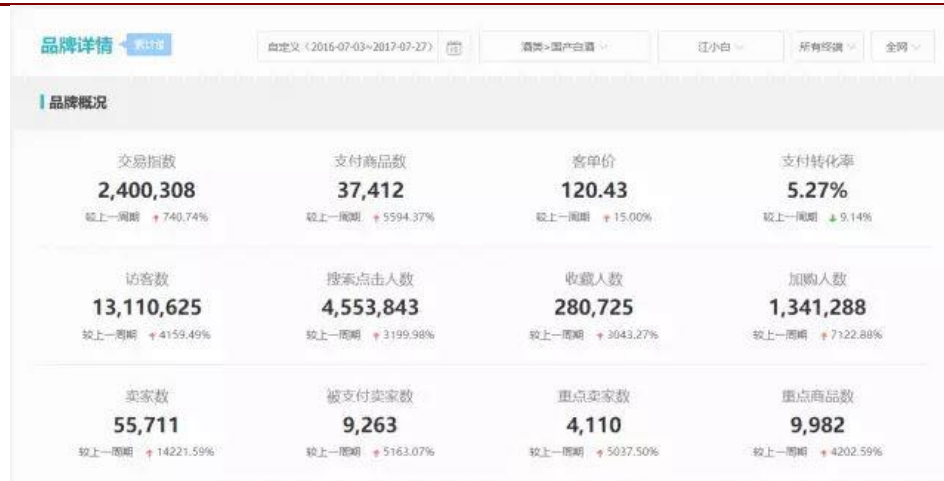 品牌详情 累计值 自定义（2016-07-03~2017-07-27） 酒类>国产白酒 江小白 所有终端 全网
品牌概况
交易指数 支付商品数 客单价 支付转化率
2,400,308 37,412 120.43 5.27%
较上一周期 ↑ 740.74% 较上一周期 ↑ 5594.37% 较上一周期 ↑ 15.00% 较上一周期 ↓ 9.14%
访客数 搜索点击人数 收藏人数 加购人数
13,110,625 4,553,843 280,725 1,341,288
较上一周期 ↑ 4159.49% 较上一周期 ↑ 3199.98% 较上一周期 ↑ 3043.27% 较上一周期 ↑ 7122.88%
卖家数 被支付卖家数 重点卖家数 重点商品数
55,711 9,263 4,110 9,982
较上一周期 ↑ 14221.59% 较上一周期 ↑ 5163.07% 较上一周期 ↑ 5037.50% 较上一周期 ↑ 4202.59%